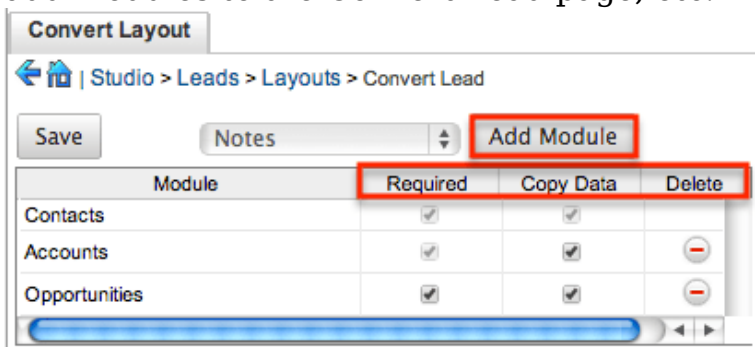 Convert Layout
| Studio > Leads > Layouts > Convert Lead
Save Notes Add Module
Module Required Copy Data Delete
Contacts
Accounts
Opportunities